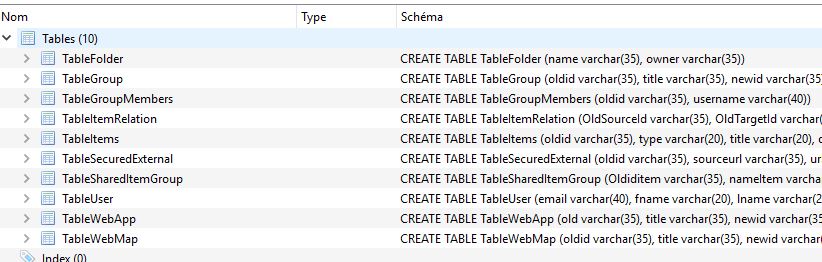 Nom Type Schéma
Tables (10)
TableFolder CREATE TABLE TableFolder (name varchar(35), owner varchar(35))
TableGroup CREATE TABLE TableGroup (oldid varchar(35), title varchar(35), newid varchar(35
TableGroupMembers CREATE TABLE TableGroupMembers (oldid varchar(35), username varchar(40))
TableItemRelation CREATE TABLE TableItemRelation (OldSourceId varchar(35), OldTargetId varchar(
TableItems CREATE TABLE TableItems (oldid varchar(35), type varchar(20), title varchar(20),
TableSecuredExternal CREATE TABLE TableSecuredExternal (oldid varchar(35), sourceurl varchar(35), ur
TableSharedItemGroup CREATE TABLE TableSharedItemGroup (Oldiditem varchar(35), nameItem varcha
TableUser CREATE TABLE TableUser (email varchar(40), fname varchar(20), lname varchar(2
TableWebApp CREATE TABLE TableWebApp (old varchar(35), title varchar(35), newid varchar(35
TableWebMap CREATE TABLE TableWebMap (oldid varchar(35), title varchar(35), newid varchar(3
Index (0)